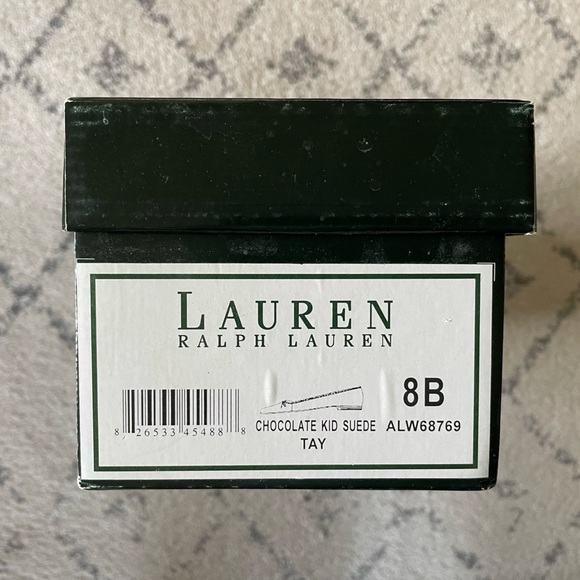 LAUREN
RALPH LAUREN
8B
8 26533 45488 8
CHOCOLATE KID SUEDE ALW68769
TAY